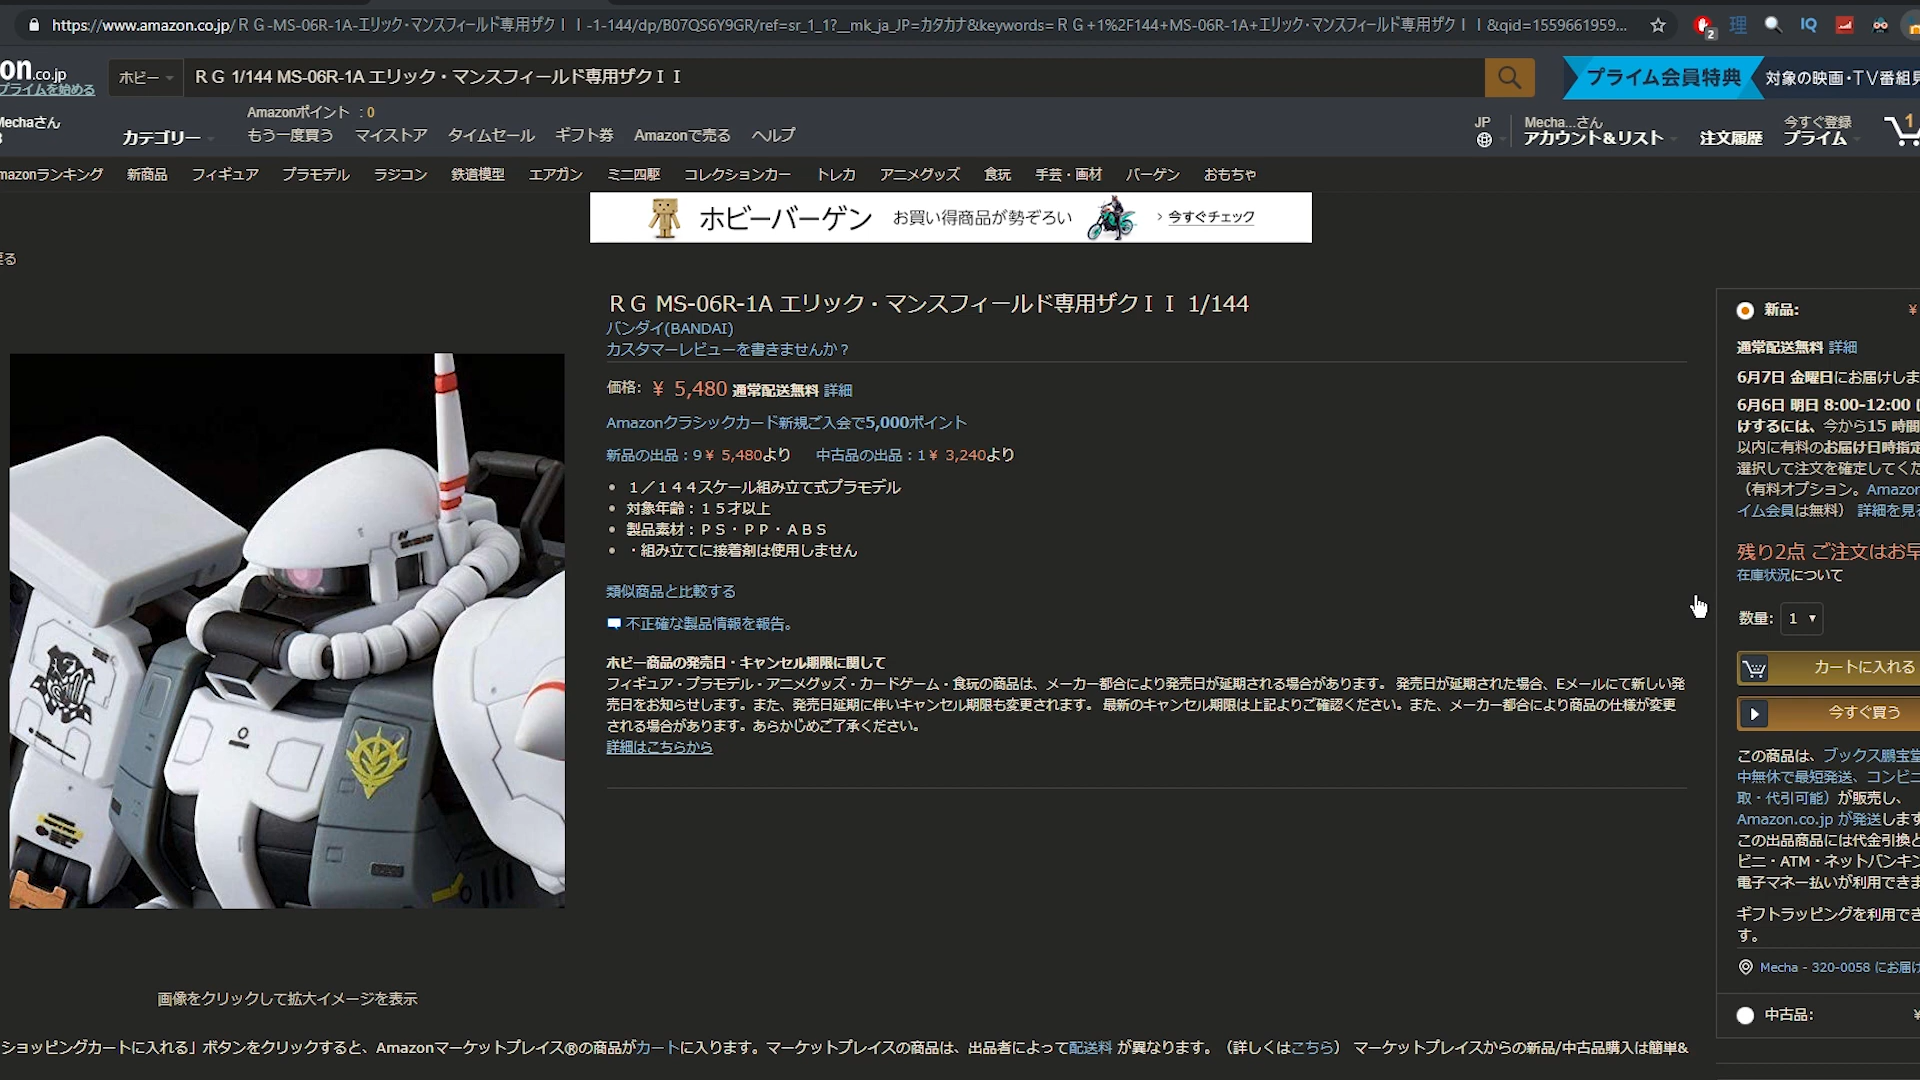 https://www.amazon.co.jp/ＲＧ-MS-06R-1A-エリック・マンスフィールド専用ザクＩＩ-1-144/dp/B07QS6Y9GR/ref=sr_1_1?__mk_ja_JP=カタカナ&keywords=ＲＧ+1%2F144+MS-06R-1A+エリック・マンスフィールド専用ザクＩＩ&qid=1559661959...
2
理
IQ
on.co.jp
プライムを始める
ホビー
ＲＧ 1/144 MS-06R-1A エリック・マンスフィールド専用ザクＩＩ
プライム会員特典
対象の映画・TV番組見
Mechaさん
カテゴリー
Amazonポイント : 0
もう一度買う マイストア タイムセール ギフト券 Amazonで売る ヘルプ
JP
Mecha...さん
アカウント&リスト
注文履歴
今すぐ登録
プライム
1
mazonランキング 新商品 フィギュア プラモデル ラジコン 鉄道模型 エアガン ミニ四駆 コレクションカー トレカ アニメグッズ 食玩 手芸・画材 バーゲン おもちゃ
ホビーバーゲン お買い得商品が勢ぞろい › 今すぐチェック
戻る
ＲＧ MS-06R-1A エリック・マンスフィールド専用ザクＩＩ 1/144
バンダイ(BANDAI)
カスタマーレビューを書きませんか？
価格: ￥ 5,480 通常配送無料 詳細
Amazonクラシックカード新規ご入会で5,000ポイント
新品の出品：9￥ 5,480より 中古品の出品：1￥ 3,240より
• １／１４４スケール組み立て式プラモデル
• 対象年齢：１５才以上
• 製品素材：ＰＳ・ＰＰ・ＡＢＳ
• ・組み立てに接着剤は使用しません
類似商品と比較する
不正確な製品情報を報告。
ホビー商品の発売日・キャンセル期限に関して
フィギュア・プラモデル・アニメグッズ・カードゲーム・食玩の商品は、メーカー都合により発売日が延期される場合があります。 発売日が延期された場合、Eメールにて新しい発
売日をお知らせします。また、発売日延期に伴いキャンセル期限も変更されます。 最新のキャンセル期限は上記よりご確認ください。また、メーカー都合により商品の仕様が変更
される場合があります。あらかじめご了承ください。
詳細はこちらから
画像をクリックして拡大イメージを表示
新品: ￥
通常配送無料 詳細
6月7日 金曜日にお届けしま
6月6日 明日 8:00-12:00
けするには、今から15 時間
以内に有料のお届け日時指定
選択して注文を確定してくだ
（有料オプション。Amazon
イム会員は無料） 詳細を見る
残り2点 ご注文はお早
在庫状況について
数量: 1
カートに入れる
今すぐ買う
この商品は、ブックス鵬宝堂
中無休で最短発送、コンビニ
取・代引可能）が販売し、
Amazon.co.jp が発送します
この出品商品には代金引換と
ビニ・ATM・ネットバンキン
電子マネー払いが利用できま
ギフトラッピングを利用でき
す。
Mecha - 320-0058 にお届け
中古品: ￥
ショッピングカートに入れる」ボタンをクリックすると、Amazonマーケットプレイス®の商品がカートに入ります。マーケットプレイスの商品は、出品者によって配送料 が異なります。（詳しくはこちら） マーケットプレイスからの新品/中古品購入は簡単&